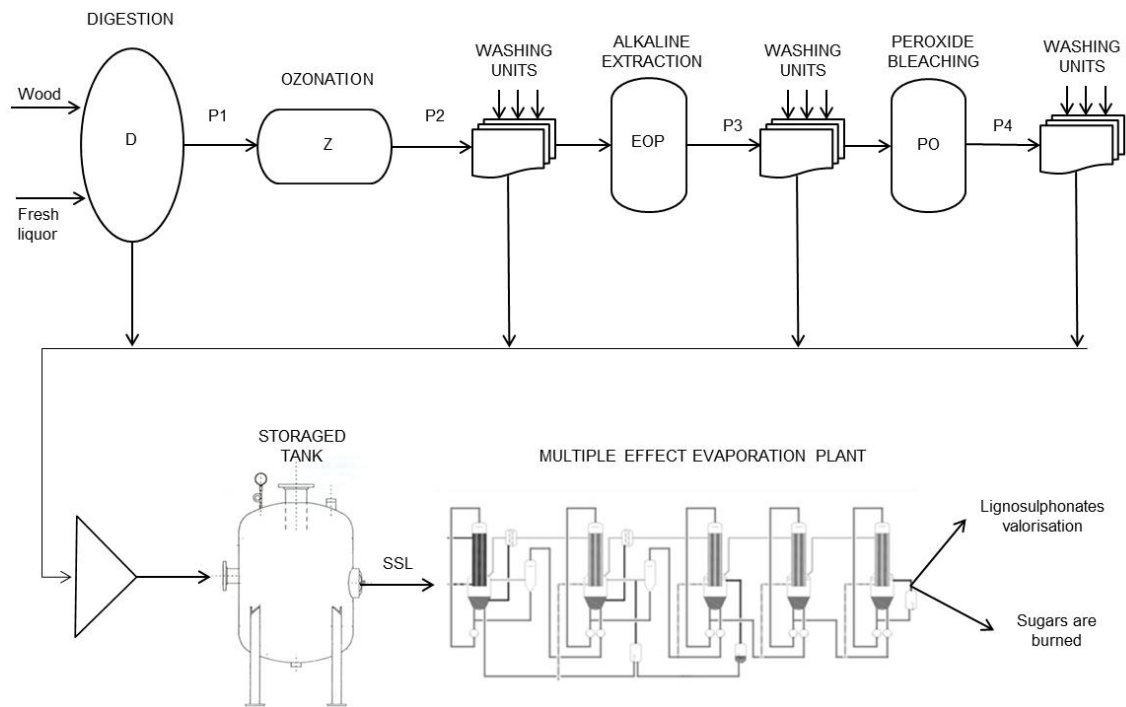 DIGESTION
Wood
Fresh
liquor
D
P1
OZONATION
Z
P2
WASHING
UNITS
ALKALINE
EXTRACTION
EOP
P3
WASHING
UNITS
PEROXIDE
BLEACHING
PO
P4
WASHING
UNITS
STORAGED
TANK
SSL
MULTIPLE EFFECT EVAPORATION PLANT
Lignosulphonates
valorisation
Sugars are
burned